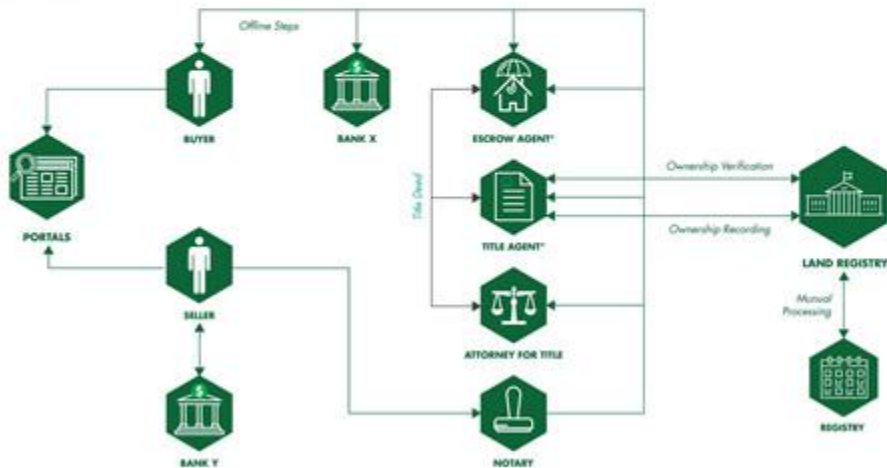 Offline Steps
BUYER
BANK X
ESCROW AGENT*
Title Deed
Ownership Verification
PORTALS
TITLE AGENT*
Ownership Recording
LAND REGISTRY
SELLER
Manual
Processing
ATTORNEY FOR TITLE
BANK Y
NOTARY
REGISTRY